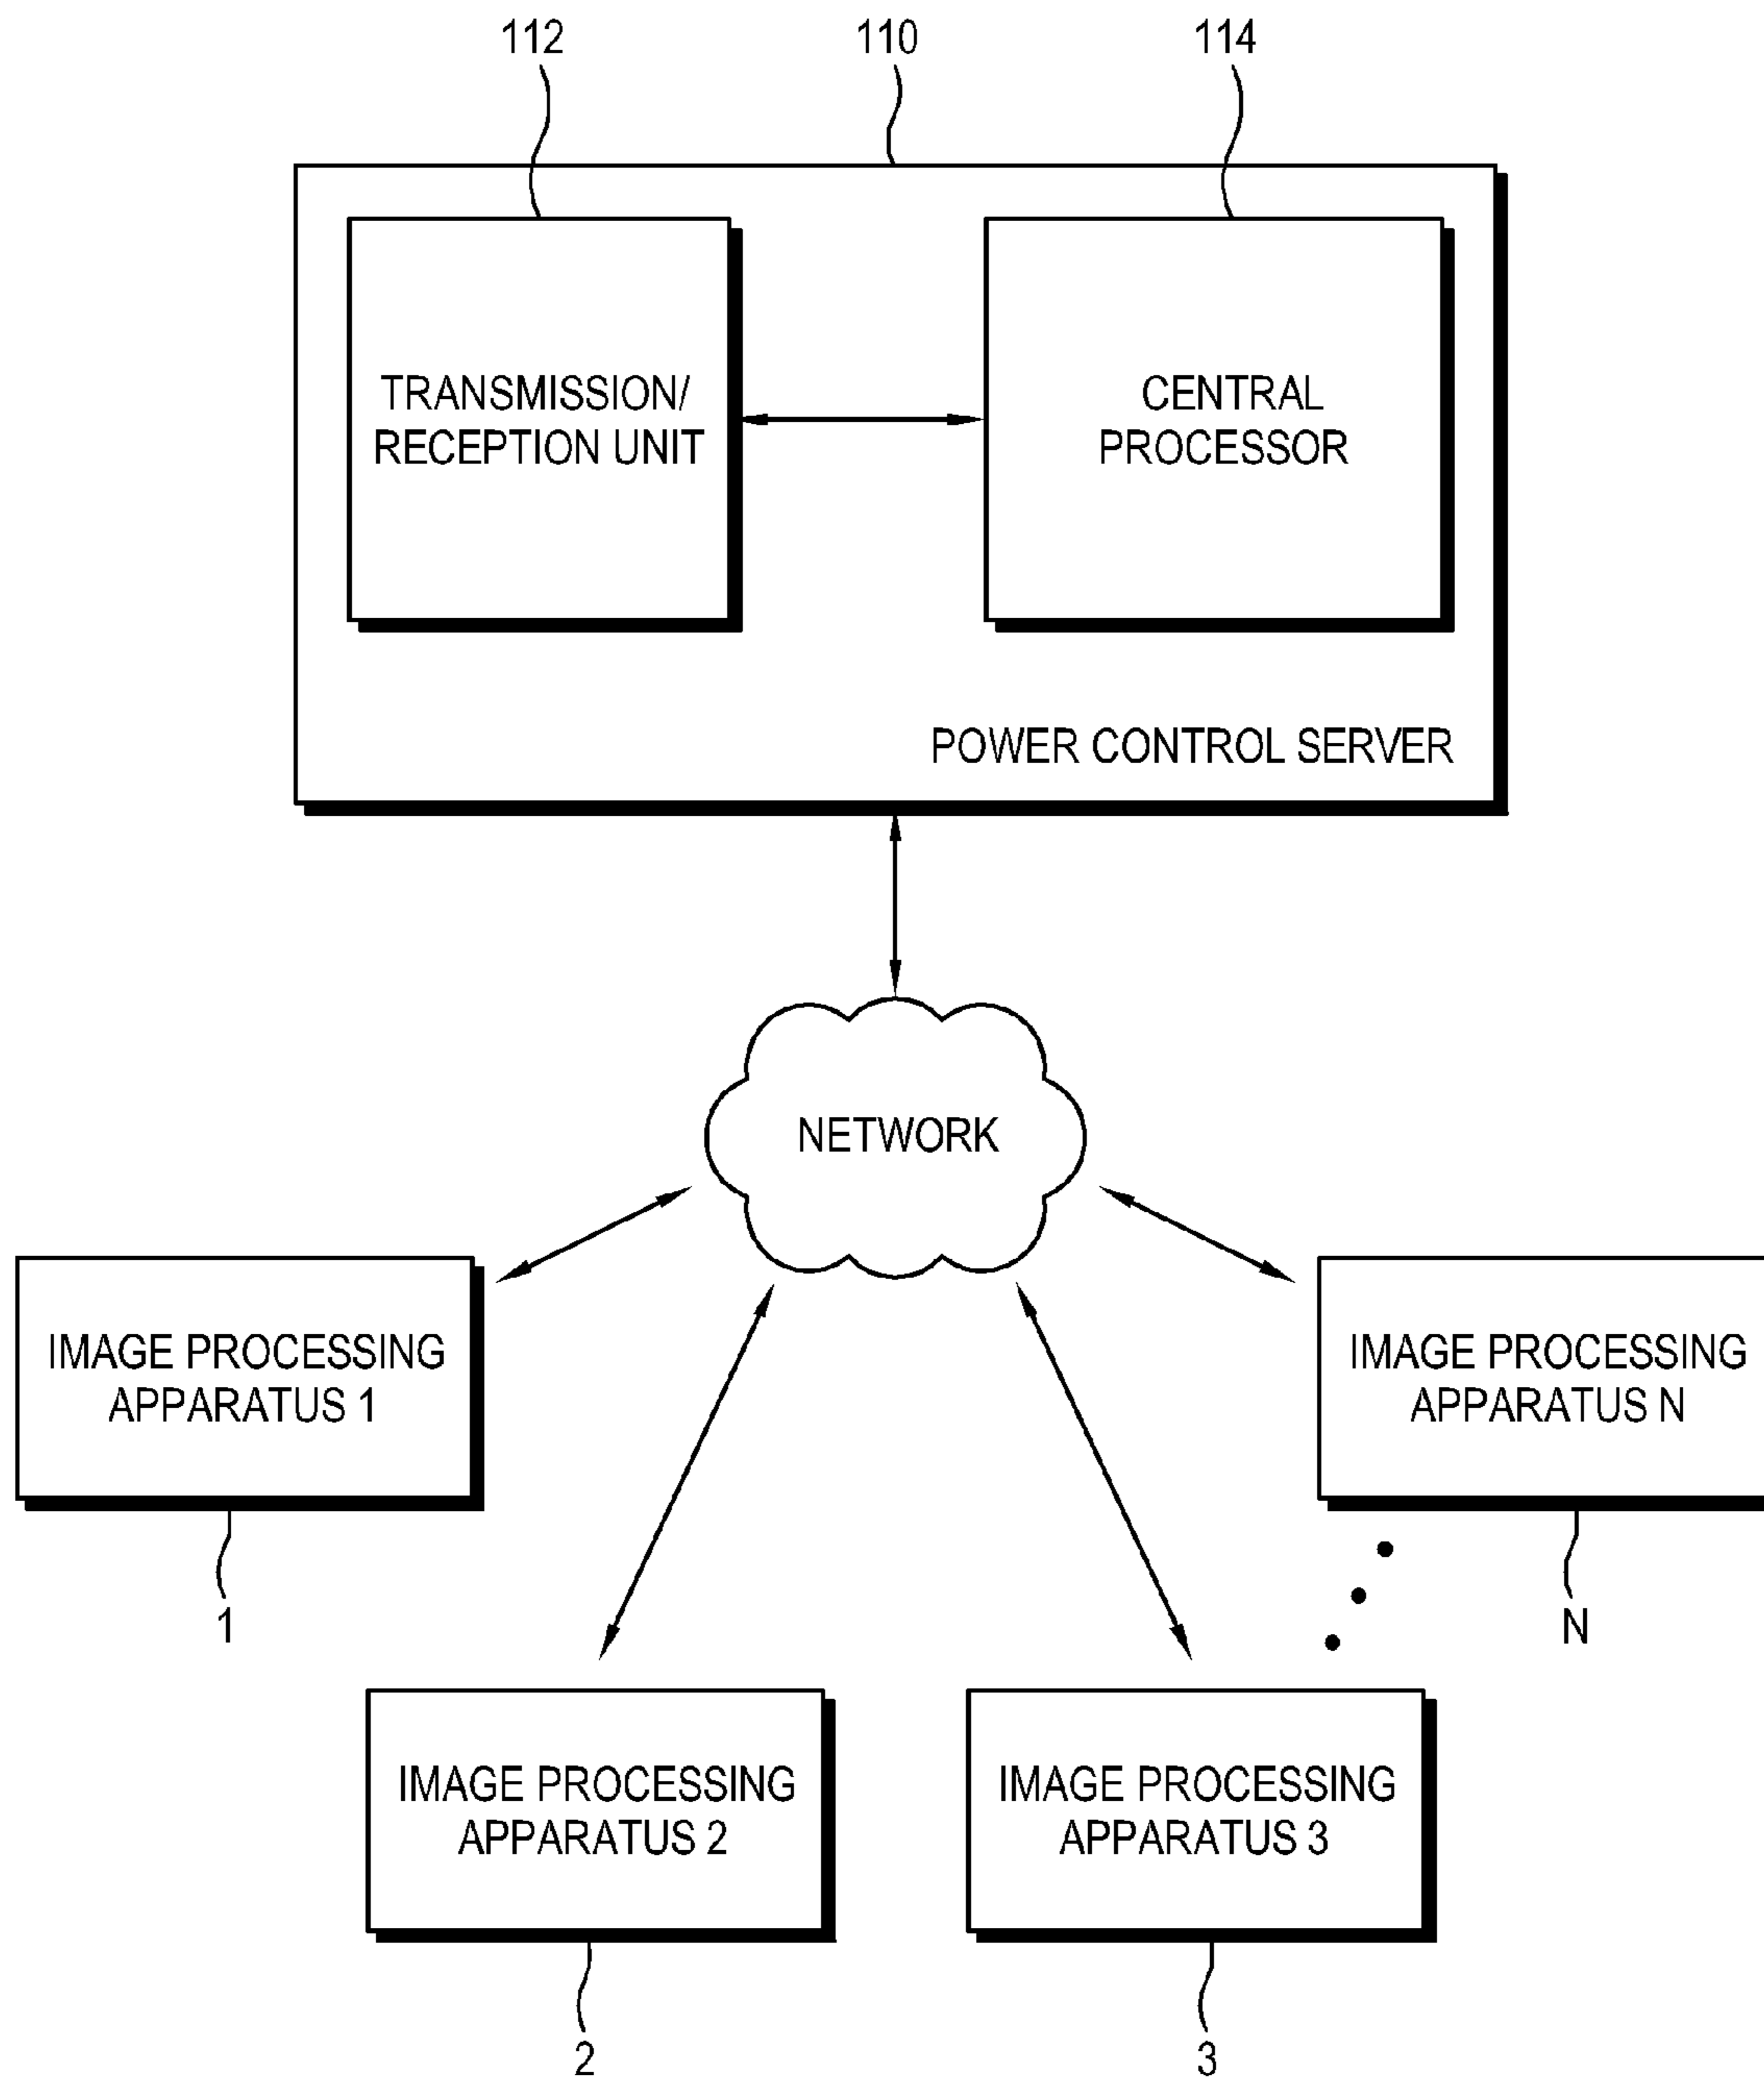 112
110
114
TRANSMISSION/
RECEPTION UNIT
CENTRAL
PROCESSOR
POWER CONTROL SERVER
NETWORK
IMAGE PROCESSING
APPARATUS 1
IMAGE PROCESSING
APPARATUS N
1
N
IMAGE PROCESSING
APPARATUS 2
IMAGE PROCESSING
APPARATUS 3
2
3